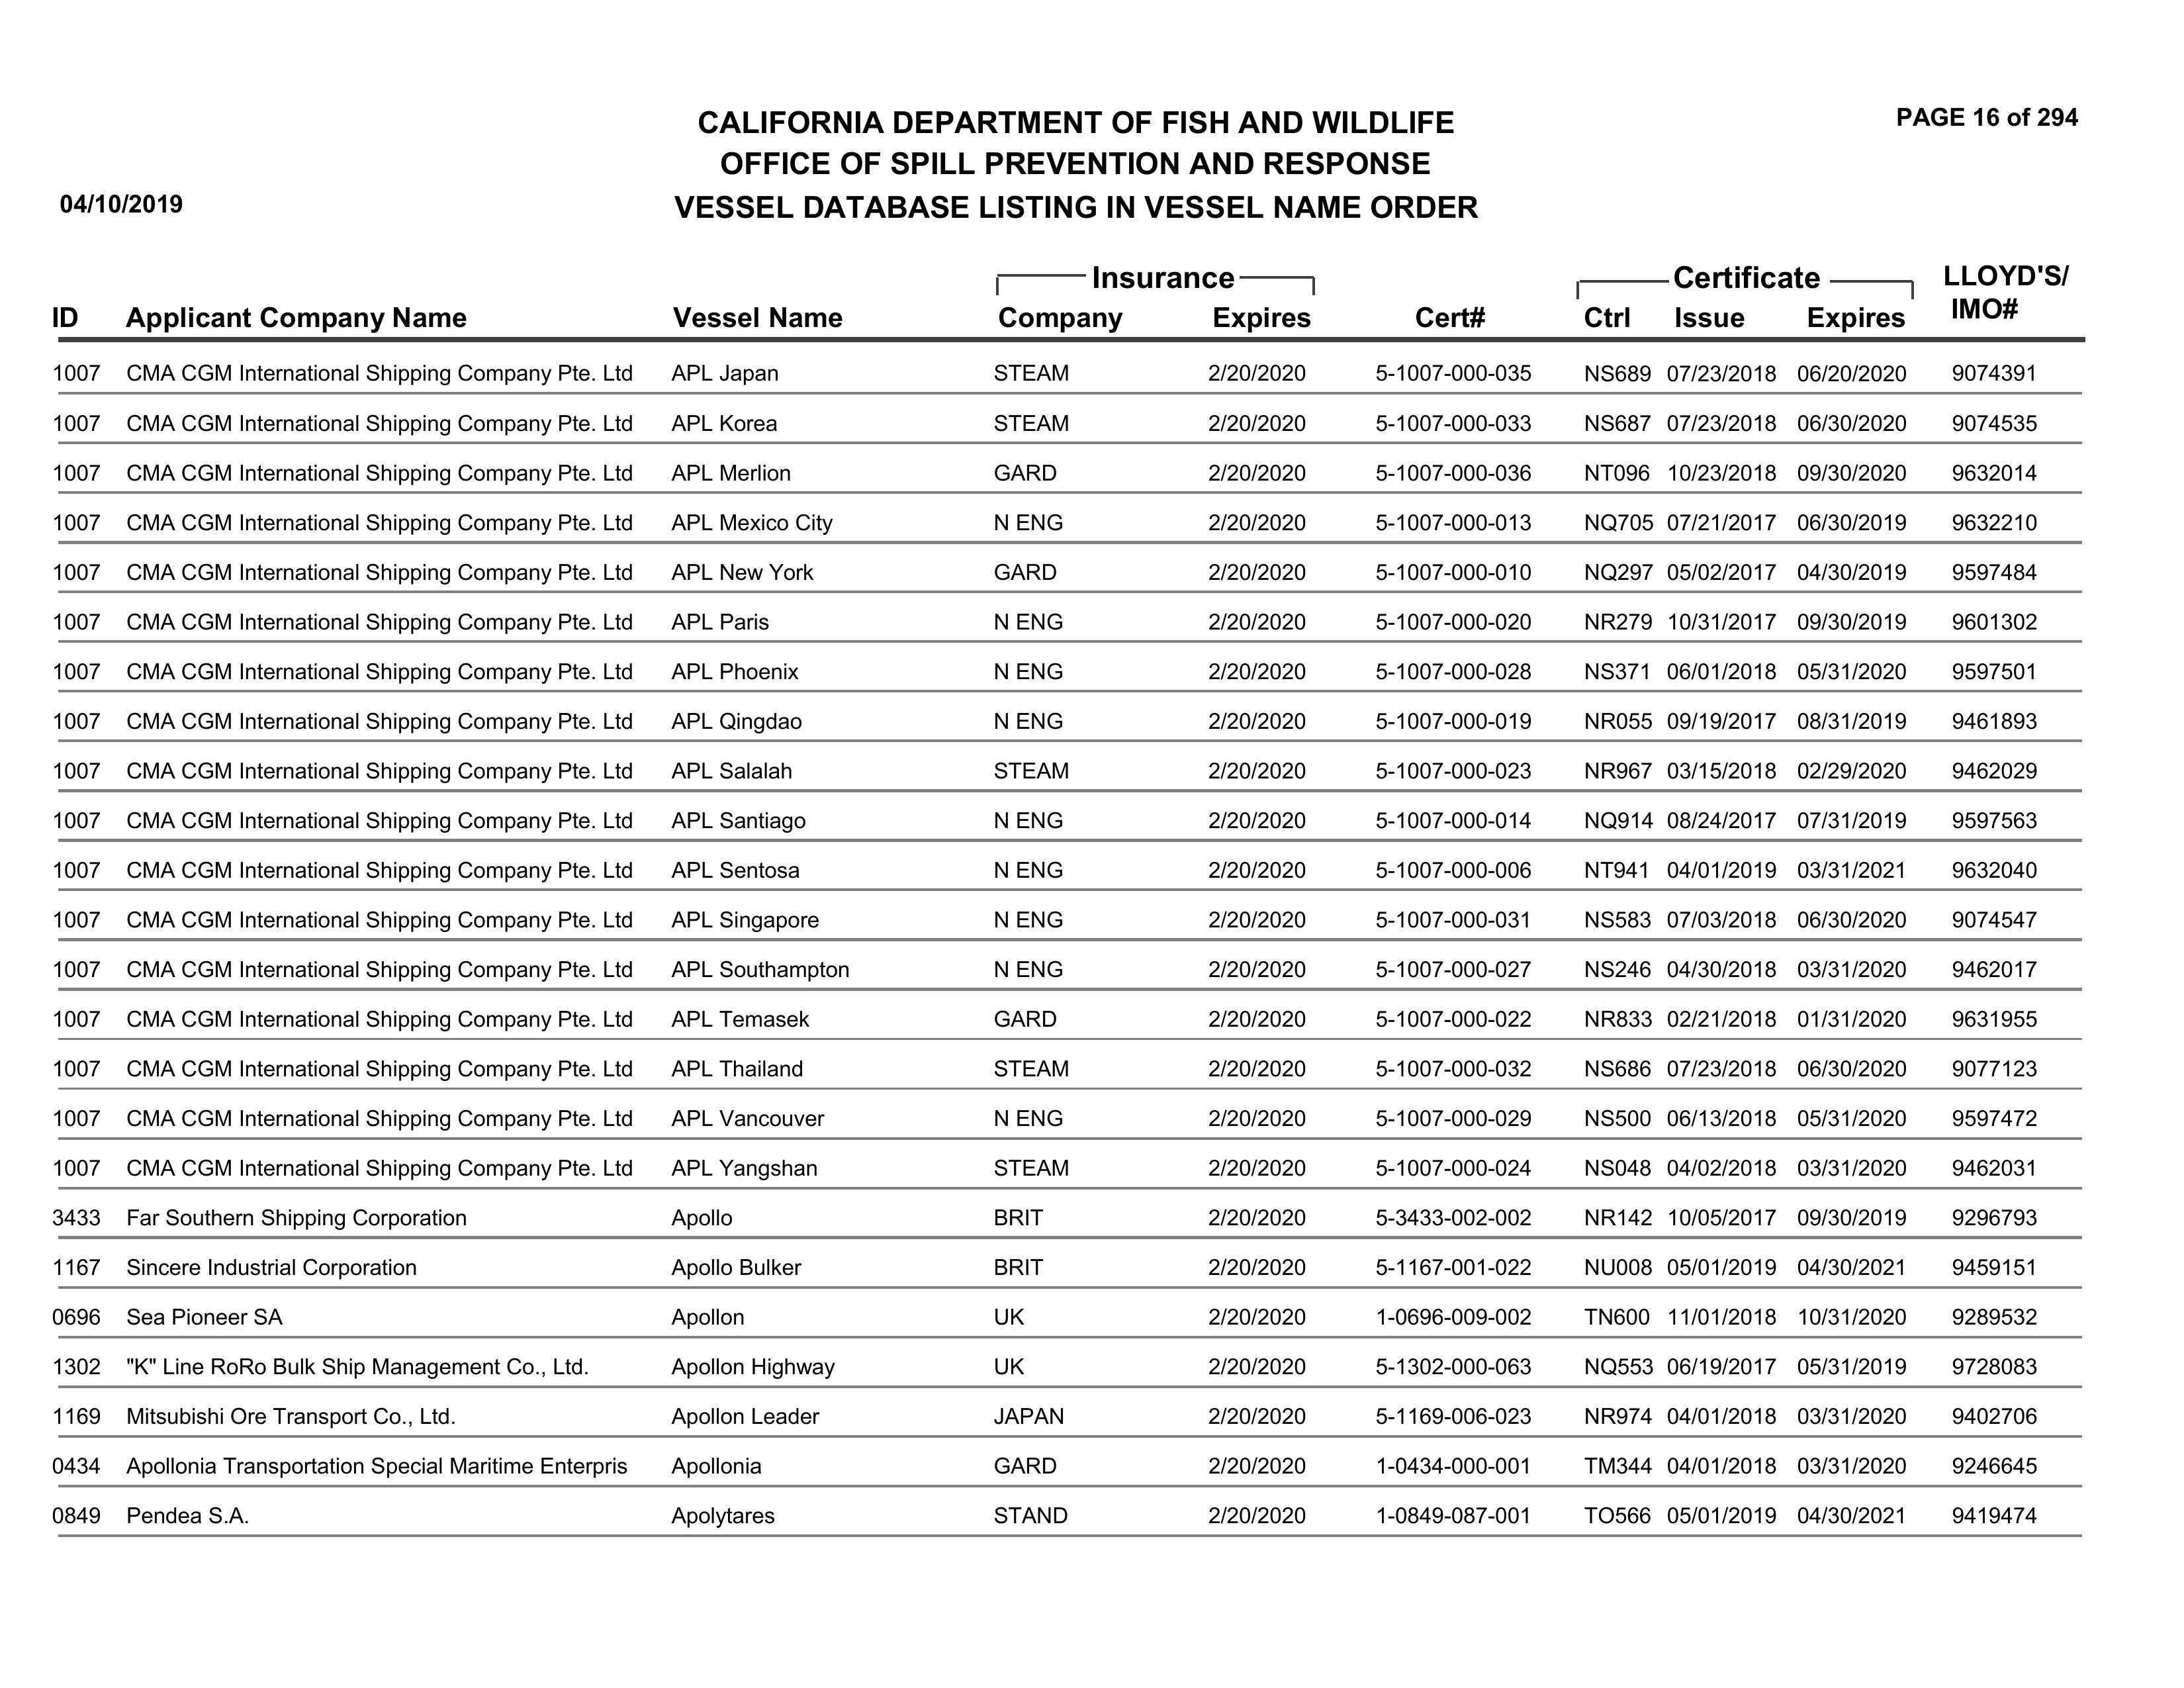 PAGE 16 of 294
CALIFORNIA DEPARTMENT OF FISH AND WILDLIFE
OFFICE OF SPILL PREVENTION AND RESPONSE
04/10/2019 VESSEL DATABASE LISTING IN VESSEL NAME ORDER
Insurance Certificate LLOYD'S/
ID Applicant Company Name Vessel Name Company Expires Cert# Ctrl Issue Expires IMO#
1007 CMA CGM International Shipping Company Pte. Ltd APL Japan STEAM 2/20/2020 5-1007-000-035 NS689 07/23/2018 06/20/2020 9074391
1007 CMA CGM International Shipping Company Pte. Ltd APL Korea STEAM 2/20/2020 5-1007-000-033 NS687 07/23/2018 06/30/2020 9074535
1007 CMA CGM International Shipping Company Pte. Ltd APL Merlion GARD 2/20/2020 5-1007-000-036 NT096 10/23/2018 09/30/2020 9632014
1007 CMA CGM International Shipping Company Pte. Ltd APL Mexico City N ENG 2/20/2020 5-1007-000-013 NQ705 07/21/2017 06/30/2019 9632210
1007 CMA CGM International Shipping Company Pte. Ltd APL New York GARD 2/20/2020 5-1007-000-010 NQ297 05/02/2017 04/30/2019 9597484
1007 CMA CGM International Shipping Company Pte. Ltd APL Paris N ENG 2/20/2020 5-1007-000-020 NR279 10/31/2017 09/30/2019 9601302
1007 CMA CGM International Shipping Company Pte. Ltd APL Phoenix N ENG 2/20/2020 5-1007-000-028 NS371 06/01/2018 05/31/2020 9597501
1007 CMA CGM International Shipping Company Pte. Ltd APL Qingdao N ENG 2/20/2020 5-1007-000-019 NR055 09/19/2017 08/31/2019 9461893
1007 CMA CGM International Shipping Company Pte. Ltd APL Salalah STEAM 2/20/2020 5-1007-000-023 NR967 03/15/2018 02/29/2020 9462029
1007 CMA CGM International Shipping Company Pte. Ltd APL Santiago N ENG 2/20/2020 5-1007-000-014 NQ914 08/24/2017 07/31/2019 9597563
1007 CMA CGM International Shipping Company Pte. Ltd APL Sentosa N ENG 2/20/2020 5-1007-000-006 NT941 04/01/2019 03/31/2021 9632040
1007 CMA CGM International Shipping Company Pte. Ltd APL Singapore N ENG 2/20/2020 5-1007-000-031 NS583 07/03/2018 06/30/2020 9074547
1007 CMA CGM International Shipping Company Pte. Ltd APL Southampton N ENG 2/20/2020 5-1007-000-027 NS246 04/30/2018 03/31/2020 9462017
1007 CMA CGM International Shipping Company Pte. Ltd APL Temasek GARD 2/20/2020 5-1007-000-022 NR833 02/21/2018 01/31/2020 9631955
1007 CMA CGM International Shipping Company Pte. Ltd APL Thailand STEAM 2/20/2020 5-1007-000-032 NS686 07/23/2018 06/30/2020 9077123
1007 CMA CGM International Shipping Company Pte. Ltd APL Vancouver N ENG 2/20/2020 5-1007-000-029 NS500 06/13/2018 05/31/2020 9597472
1007 CMA CGM International Shipping Company Pte. Ltd APL Yangshan STEAM 2/20/2020 5-1007-000-024 NS048 04/02/2018 03/31/2020 9462031
3433 Far Southern Shipping Corporation Apollo BRIT 2/20/2020 5-3433-002-002 NR142 10/05/2017 09/30/2019 9296793
1167 Sincere Industrial Corporation Apollo Bulker BRIT 2/20/2020 5-1167-001-022 NU008 05/01/2019 04/30/2021 9459151
0696 Sea Pioneer SA Apollon UK 2/20/2020 1-0696-009-002 TN600 11/01/2018 10/31/2020 9289532
1302 "K" Line RoRo Bulk Ship Management Co., Ltd. Apollon Highway UK 2/20/2020 5-1302-000-063 NQ553 06/19/2017 05/31/2019 9728083
1169 Mitsubishi Ore Transport Co., Ltd. Apollon Leader JAPAN 2/20/2020 5-1169-006-023 NR974 04/01/2018 03/31/2020 9402706
0434 Apollonia Transportation Special Maritime Enterpris Apollonia GARD 2/20/2020 1-0434-000-001 TM344 04/01/2018 03/31/2020 9246645
0849 Pendea S.A. Apolytares STAND 2/20/2020 1-0849-087-001 TO566 05/01/2019 04/30/2021 9419474